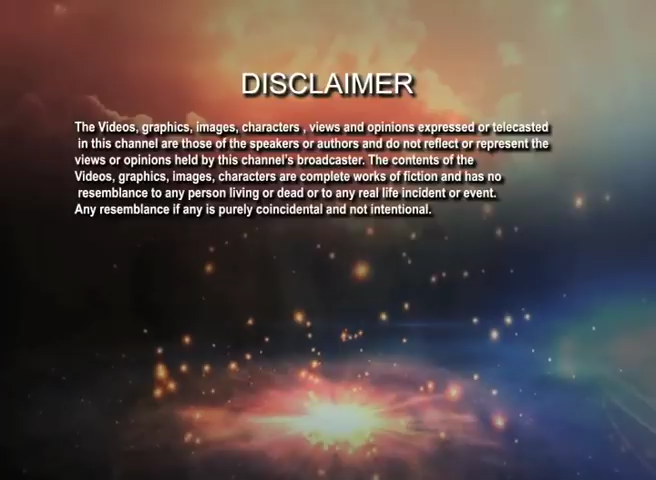 DISCLAIMER
The Videos, graphics, images, characters , views and opinions expressed or telecasted
in this channel are those of the speakers or authors and do not reflect or represent the
views or opinions held by this channel's broadcaster. The contents of the
Videos, graphics, images, characters are complete works of fiction and has no
resemblance to any person living or dead or to any real life incident or event.
Any resemblance if any is purely coincidental and not intentional.